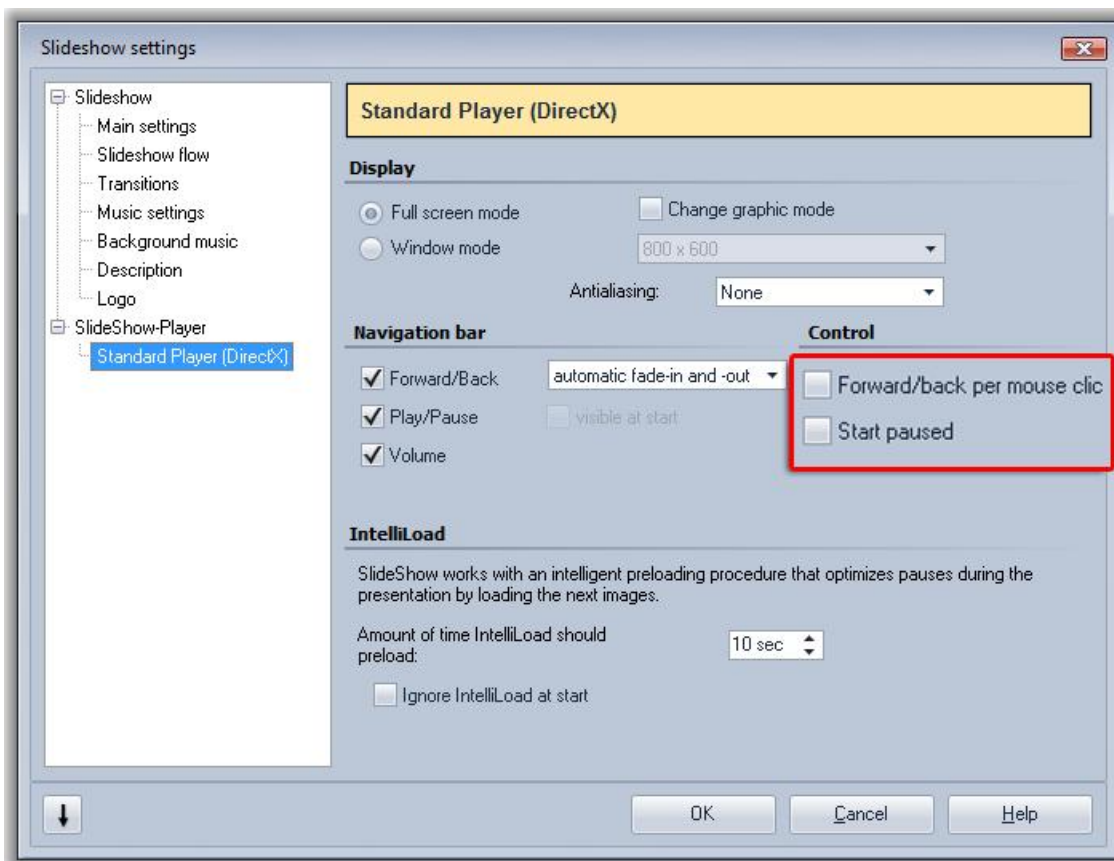 Slideshow settings
Slideshow
Main settings
Slideshow flow
Transitions
Music settings
Background music
Description
Logo
SlideShow-Player
Standard Player (DirectX)
Standard Player (DirectX)
Display
Full screen mode
Change graphic mode
Window mode
800 x 600
Antialiasing:
None
Navigation bar
Control
Forward/Back
automatic fade-in and -out
Forward/back per mouse clic
Play/Pause
visible at start
Start paused
Volume
IntelliLoad
SlideShow works with an intelligent preloading procedure that optimizes pauses during the
presentation by loading the next images.
Amount of time IntelliLoad should
preload:
10 sec
Ignore IntelliLoad at start
OK
Cancel
Help